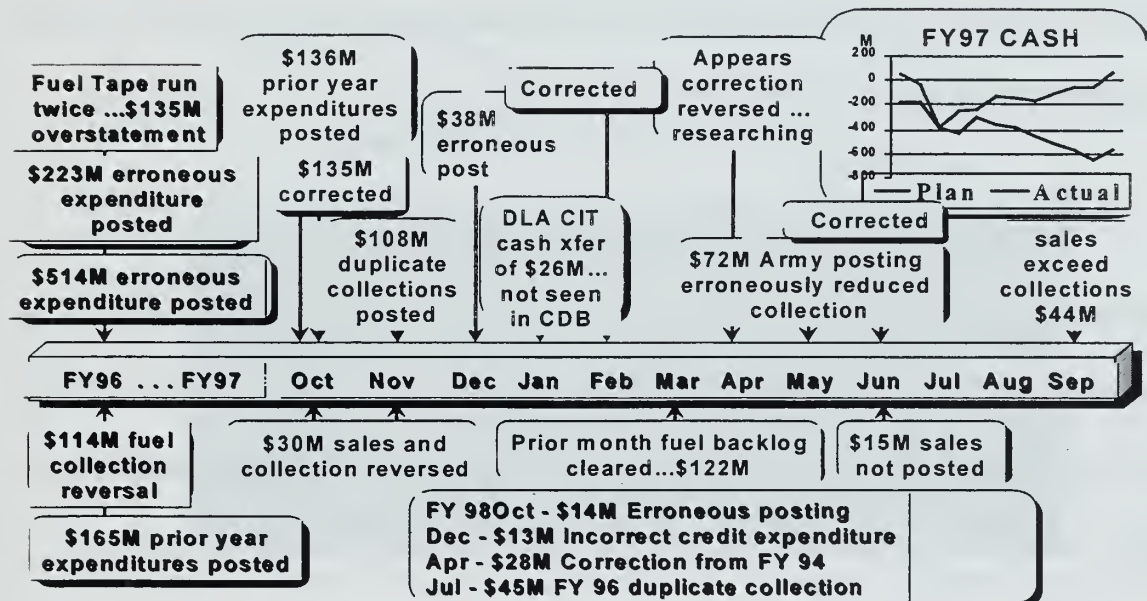 Fuel Tape run
twice ...$135M
overstatement
$223M erroneous
expenditure
posted
$514M erroneous
expenditure posted
$136M
prior year
expenditures
posted
$135M
corrected
$108M
duplicate
collections
posted
$38M
erroneous
post
Corrected
DLA CIT
cash xfer
of $26M...
not seen
in CDB
Appears
correction
reversed ...
researching
$72M Army posting
erroneously reduced
collection
Corrected
M
FY97 CASH
200
0
-200
-400
-600
-800
Plan
Actual
sales
exceed
collections
$44M
FY96 ... FY97 Oct Nov Dec Jan Feb Mar Apr May Jun Jul Aug Sep
$114M fuel
collection
reversal
$165M prior year
expenditures posted
$30M sales and
collection reversed
Prior month fuel backlog
cleared...$122M
$15M sales
not posted
FY 98Oct - $14M Erroneous posting
Dec - $13M Incorrect credit expenditure
Apr - $28M Correction from FY 94
Jul - $45M FY 96 duplicate collection